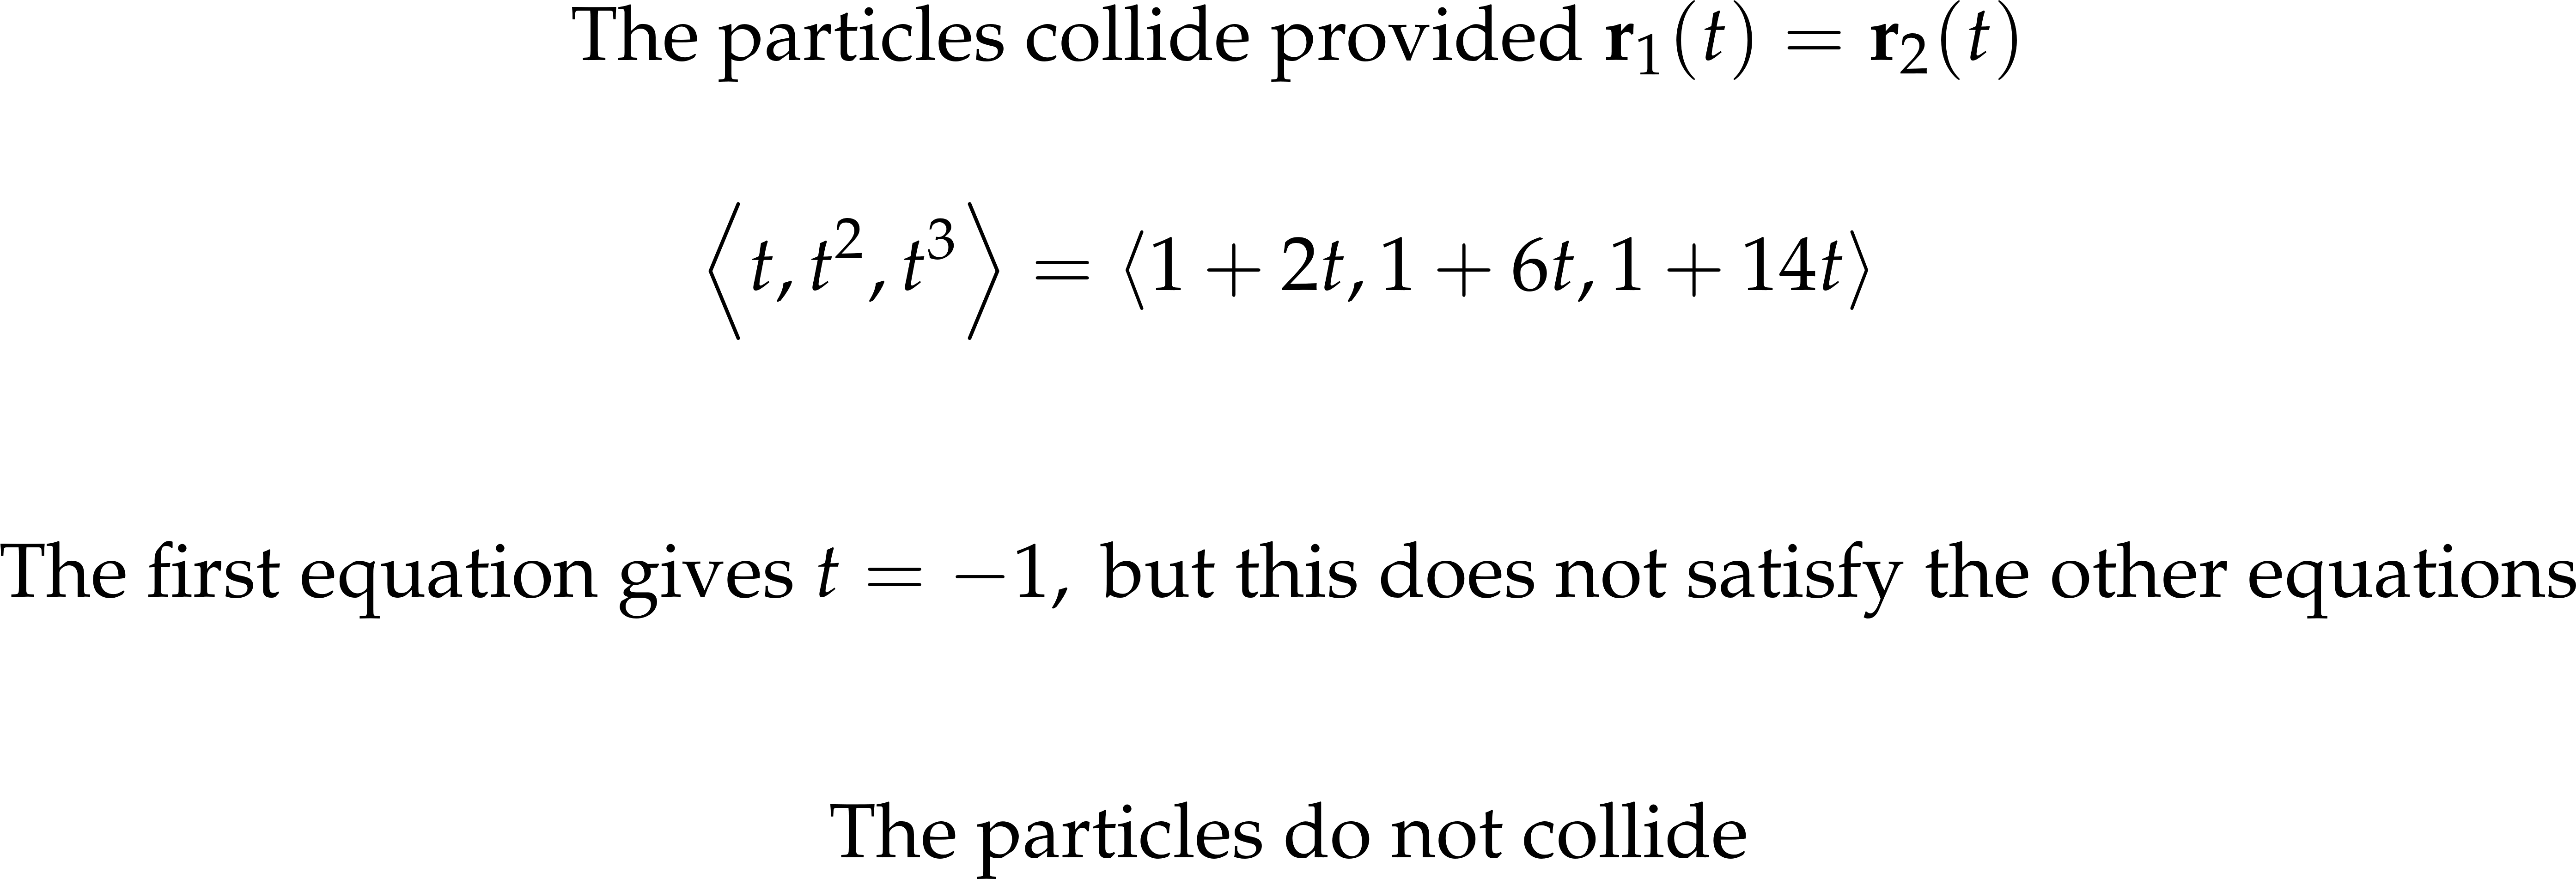 The particles collide provided r₁(t) = r₂(t)
⟨t, t², t³⟩ = ⟨1 + 2t, 1 + 6t, 1 + 14t⟩
The first equation gives t = −1, but this does not satisfy the other equations
The particles do not collide